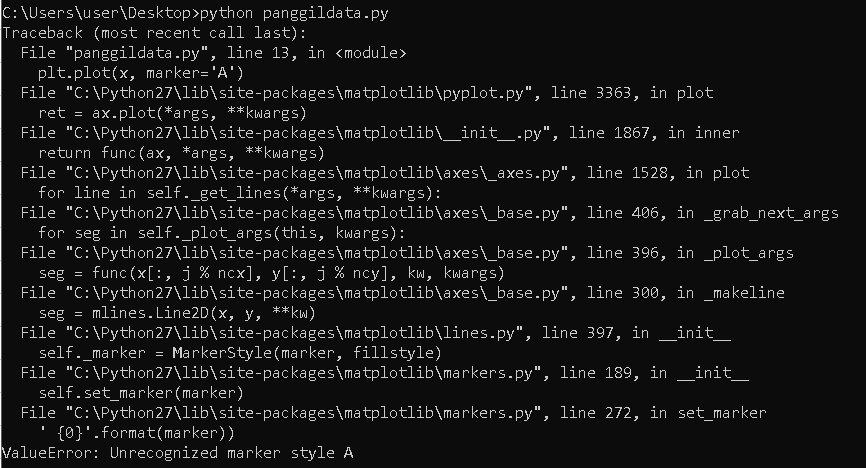 C:\Users\user\Desktop>python panggildata.py
Traceback (most recent call last):
  File "panggildata.py", line 13, in <module>
    plt.plot(x, marker='A')
  File "C:\Python27\lib\site-packages\matplotlib\pyplot.py", line 3363, in plot
    ret = ax.plot(*args, **kwargs)
  File "C:\Python27\lib\site-packages\matplotlib\__init__.py", line 1867, in inner
    return func(ax, *args, **kwargs)
  File "C:\Python27\lib\site-packages\matplotlib\axes\_axes.py", line 1528, in plot
    for line in self._get_lines(*args, **kwargs):
  File "C:\Python27\lib\site-packages\matplotlib\axes\_base.py", line 406, in _grab_next_args
    for seg in self._plot_args(this, kwargs):
  File "C:\Python27\lib\site-packages\matplotlib\axes\_base.py", line 396, in _plot_args
    seg = func(x[:, j % ncx], y[:, j % ncy], kw, kwargs)
  File "C:\Python27\lib\site-packages\matplotlib\axes\_base.py", line 300, in _makeline
    seg = mlines.Line2D(x, y, **kw)
  File "C:\Python27\lib\site-packages\matplotlib\lines.py", line 397, in __init__
    self._marker = MarkerStyle(marker, fillstyle)
  File "C:\Python27\lib\site-packages\matplotlib\markers.py", line 189, in __init__
    self.set_marker(marker)
  File "C:\Python27\lib\site-packages\matplotlib\markers.py", line 272, in set_marker
    ' {0}'.format(marker))
ValueError: Unrecognized marker style A